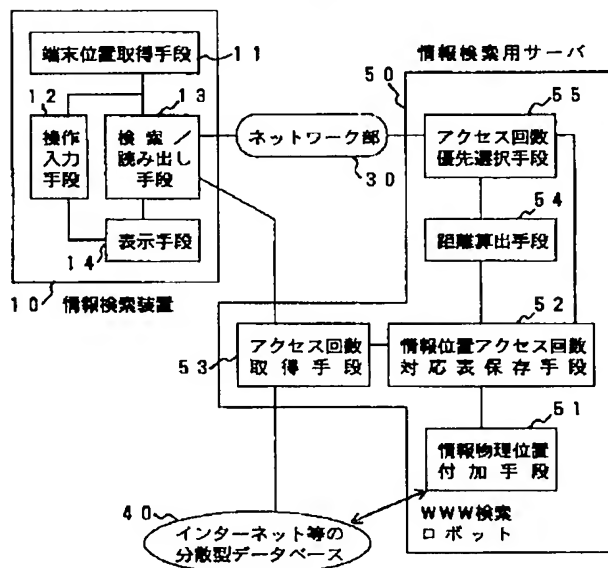 端末位置取得手段
11
12
13
操作
入力
手段
検索／
読み出し
手段
表示手段
14
10
情報検索装置
ネットワーク部
30
情報検索用サーバ
50
55
アクセス回数
優先選択手段
54
距離算出手段
52
アクセス回数
取得手段
53
情報位置アクセス回数
対応表保存手段
51
情報物理位置
付加手段
40
インターネット等の
分散型データベース
WWW検索
ロボット